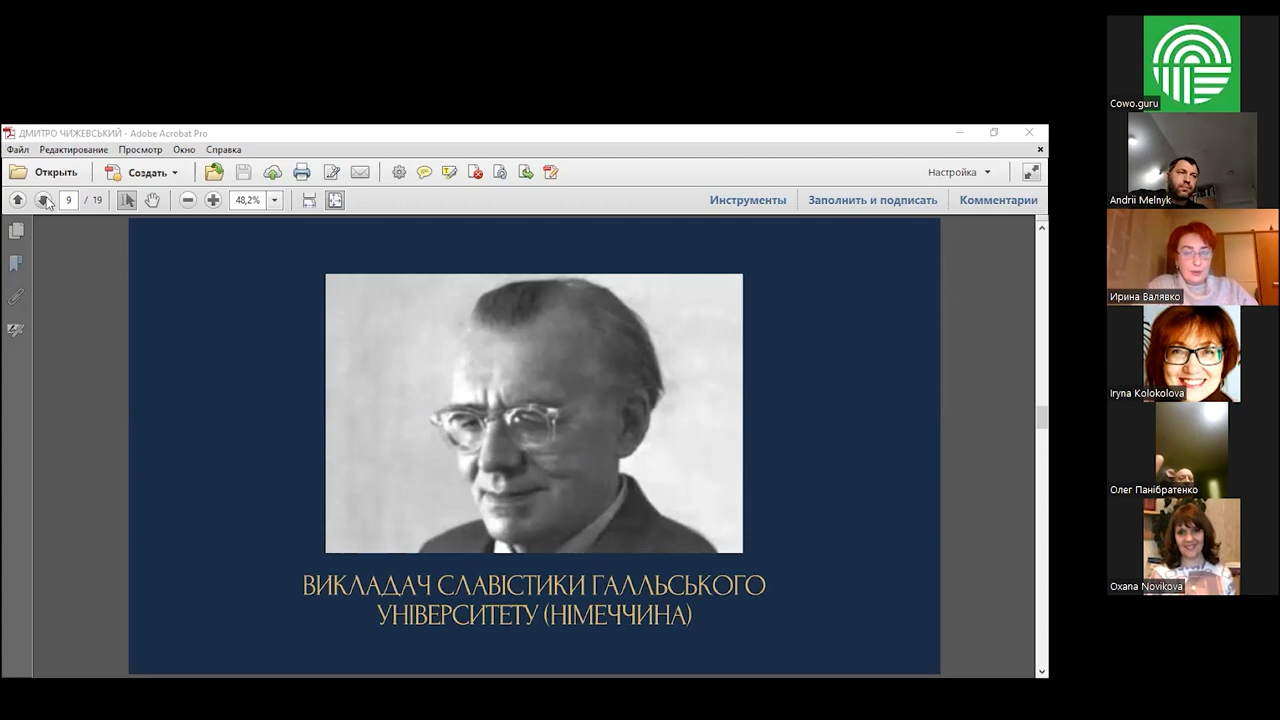 ДМИТРО ЧИЖЕВСЬКИЙ - Adobe Acrobat Pro
Файл Редактирование Просмотр Окно Справка
Открыть Создать Настройка
9 / 19 48,2% Инструменты Заполнить и подписать Комментарии
ВИКЛАДАЧ СЛАВІСТИКИ ГАЛЛЬСЬКОГО
УНІВЕРСИТЕТУ (НІМЕЧЧИНА)
Cowo.guru
Andrii Melnyk
Ирина Валявко
Iryna Kolokolova
Олег Панібратенко
Oxana Novikova